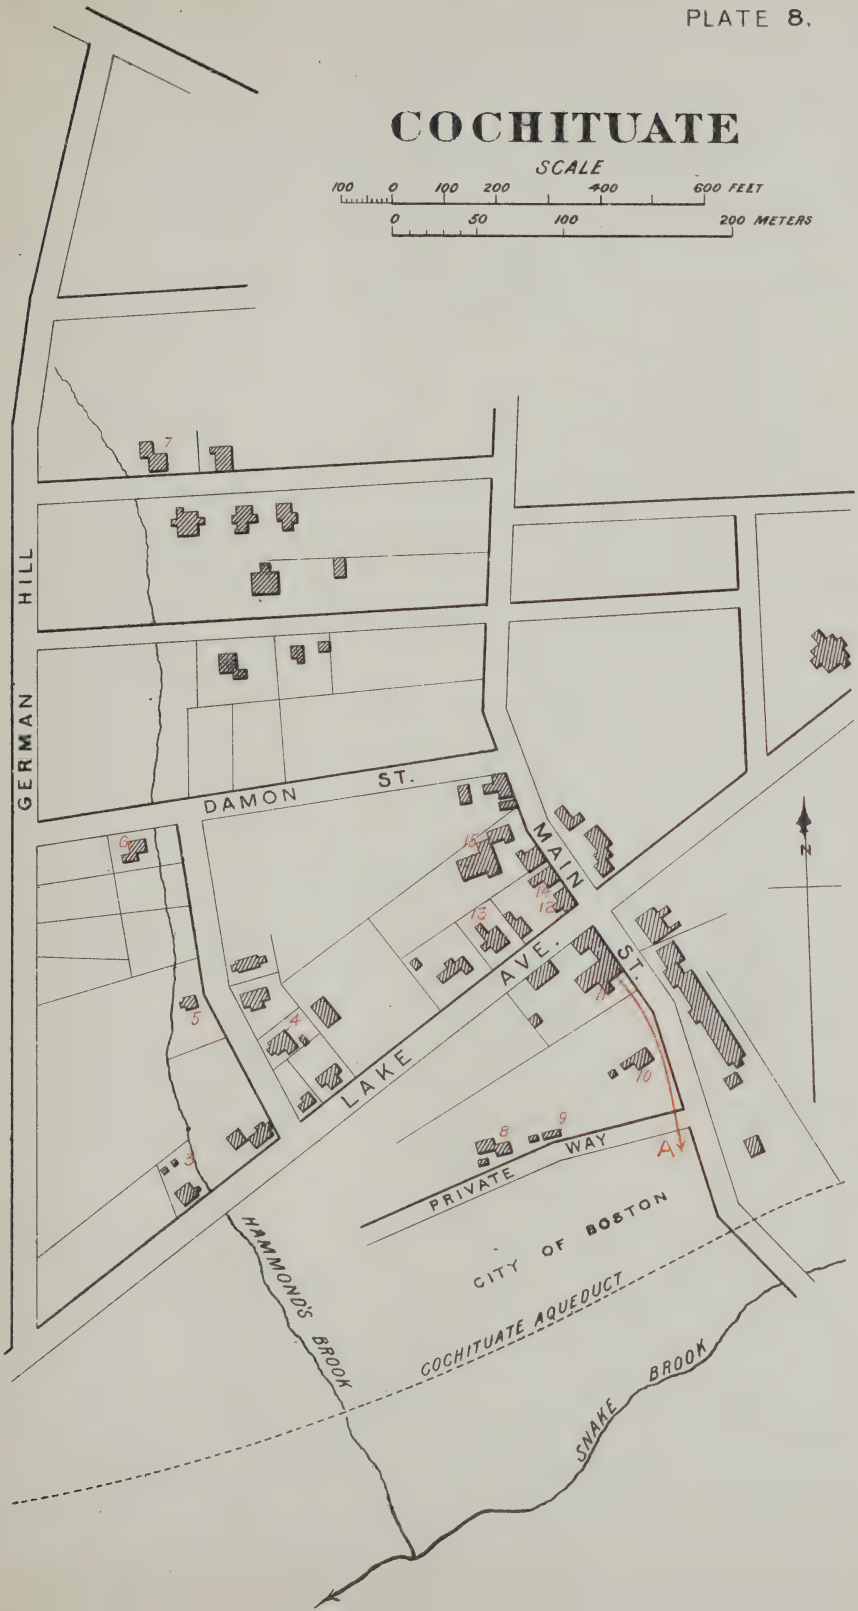 PLATE 8.
COCHITUATE
SCALE
100 0 100 200 400 600 FEET
0 50 100 200 METERS
7
GERMAN HILL
DAMON ST.
6
15
MAIN ST.
14
12
13
N
LAKE AVE.
5
4
11
10
9
8
3
A
PRIVATE WAY
CITY OF BOSTON
HAMMOND'S BROOK
COCHITUATE AQUEDUCT
SNAKE BROOK